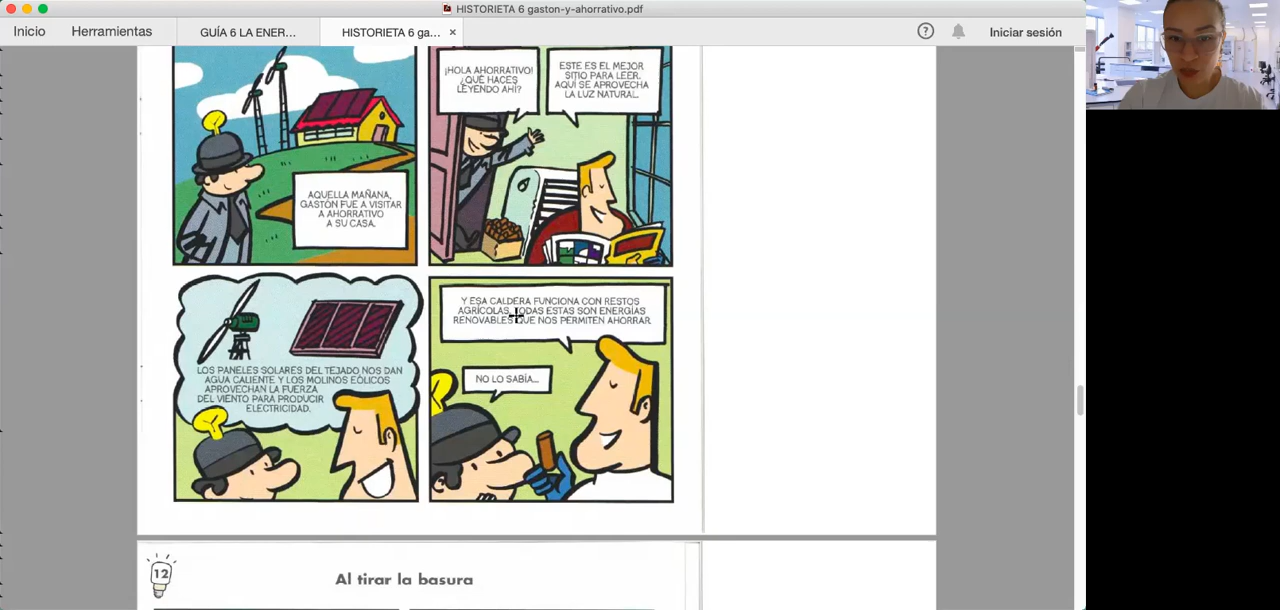 HISTORIETA 6 gaston-y-ahorrativo.pdf
Inicio
Herramientas
GUÍA 6 LA ENER...
HISTORIETA 6 ga...
×
?
Iniciar sesión
AQUELLA MAÑANA,
GASTÓN FUE A VISITAR
A AHORRATIVO
A SU CASA.
¡HOLA AHORRATIVO!
¿QUÉ HACES
LEYENDO AHÍ?
ESTE ES EL MEJOR
SITIO PARA LEER.
AQUÍ SE APROVECHA
LA LUZ NATURAL.
LOS PANELES SOLARES DEL TEJADO NOS DAN
AGUA CALIENTE Y LOS MOLINOS EÓLICOS
APROVECHAN LA FUERZA
DEL VIENTO PARA PRODUCIR
ELECTRICIDAD.
Y ESA CALDERA FUNCIONA CON RESTOS
AGRÍCOLAS. TODAS ESTAS SON ENERGÍAS
RENOVABLES QUE NOS PERMITEN AHORRAR.
NO LO SABÍA...
12
Al tirar la basura